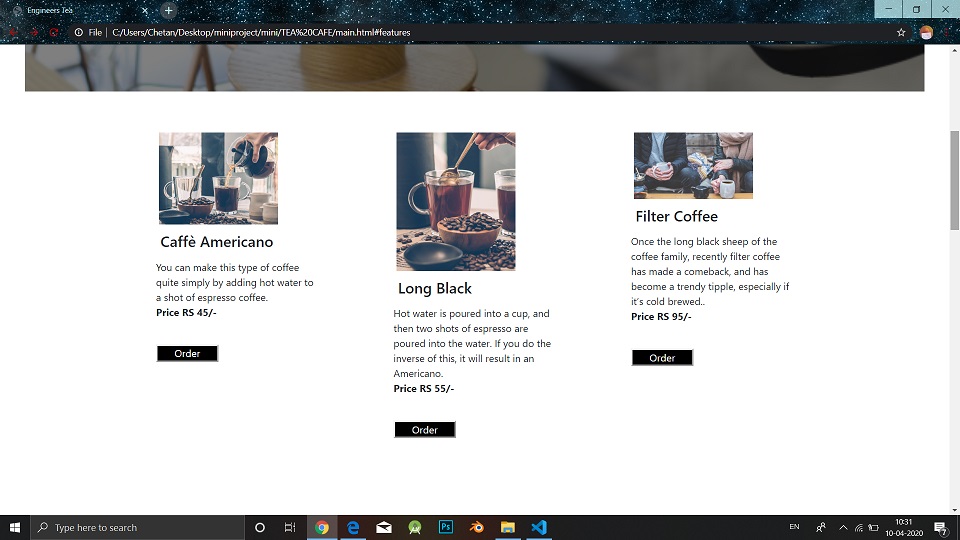 Engineers Tea
File
C:/Users/Chetan/Desktop/miniproject/mini/TEA%20CAFE/main.html#features
Caffè Americano
You can make this type of coffee
quite simply by adding hot water to
a shot of espresso coffee.
Price RS 45/-
Order
Long Black
Hot water is poured into a cup, and
then two shots of espresso are
poured into the water. If you do the
inverse of this, it will result in an
Americano.
Price RS 55/-
Order
Filter Coffee
Once the long black sheep of the
coffee family, recently filter coffee
has made a comeback, and has
become a trendy tipple, especially if
it's cold brewed..
Price RS 95/-
Order
Type here to search
Ps
EN
10:31
10-04-2020
7